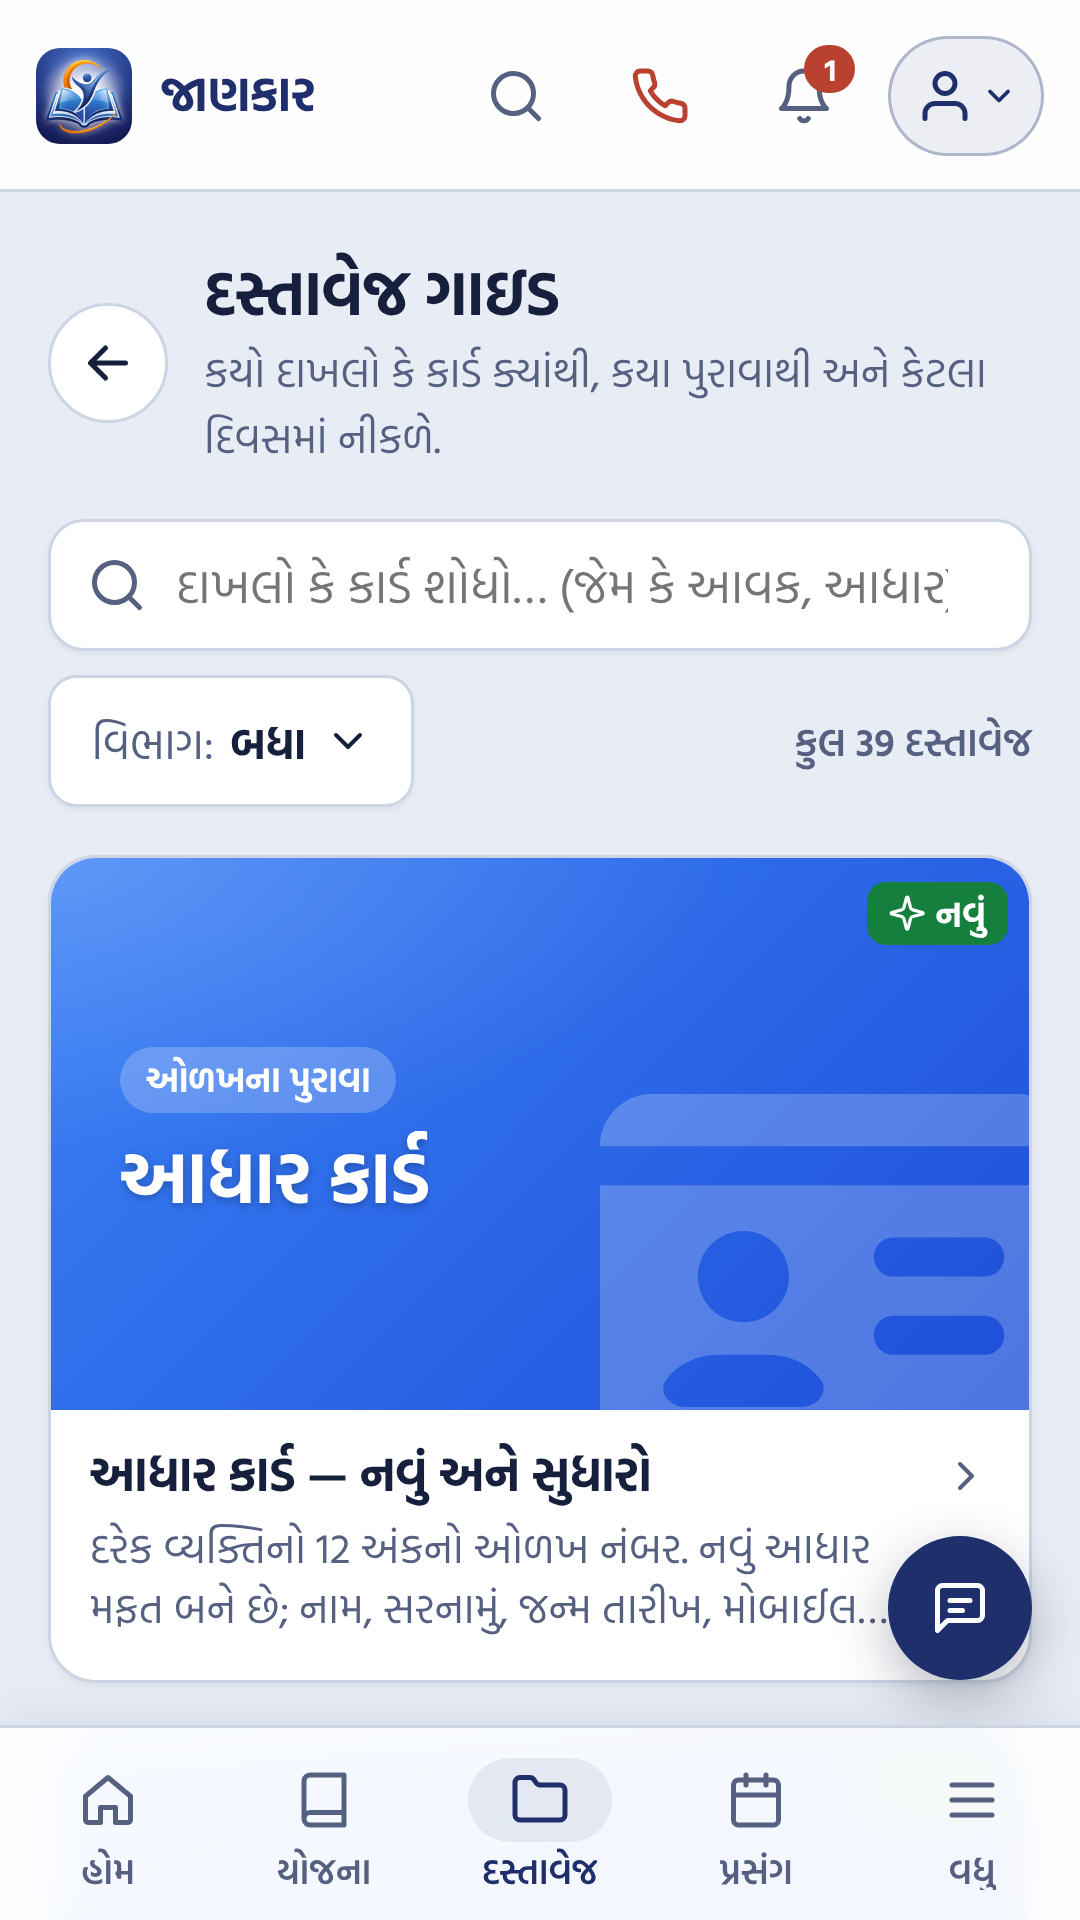 જાણકાર
1
દસ્તાવેજ ગાઇડ
કયો દાખલો કે કાર્ડ ક્યાંથી, કયા પુરાવાથી અને કેટલા
દિવસમાં નીકળે.
દાખલો કે કાર્ડ શોધો... (જેમ કે આવક, આધાર)
વિભાગ: બધા
કુલ 39 દસ્તાવેજ
નવું
ઓળખના પુરાવા
આધાર કાર્ડ
આધાર કાર્ડ — નવું અને સુધારો
દરેક વ્યક્તિનો 12 અંકનો ઓળખ નંબર. નવું આધાર
મફત બને છે; નામ, સરનામું, જન્મ તારીખ, મોબાઈલ...
હોમ
યોજના
દસ્તાવેજ
પ્રસંગ
વધુ